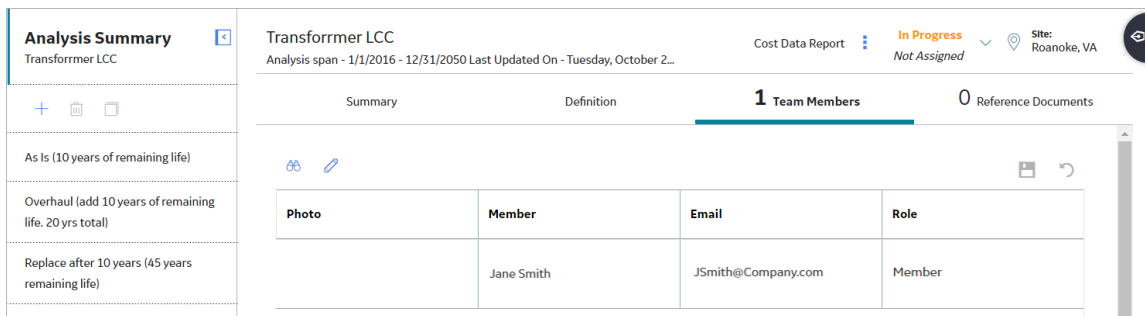 Analysis Summary
Transforrmer LCC
As Is (10 years of remaining life)
Overhaul (add 10 years of remaining
life. 20 yrs total)
Replace after 10 years (45 years
remaining life)
Transforrmer LCC
Analysis span - 1/1/2016 - 12/31/2050 Last Updated On - Tuesday, October 2...
Cost Data Report
In Progress
Not Assigned
Site:
Roanoke, VA
Summary Definition 1 Team Members 0 Reference Documents
Photo Member Email Role
Jane Smith JSmith@Company.com Member